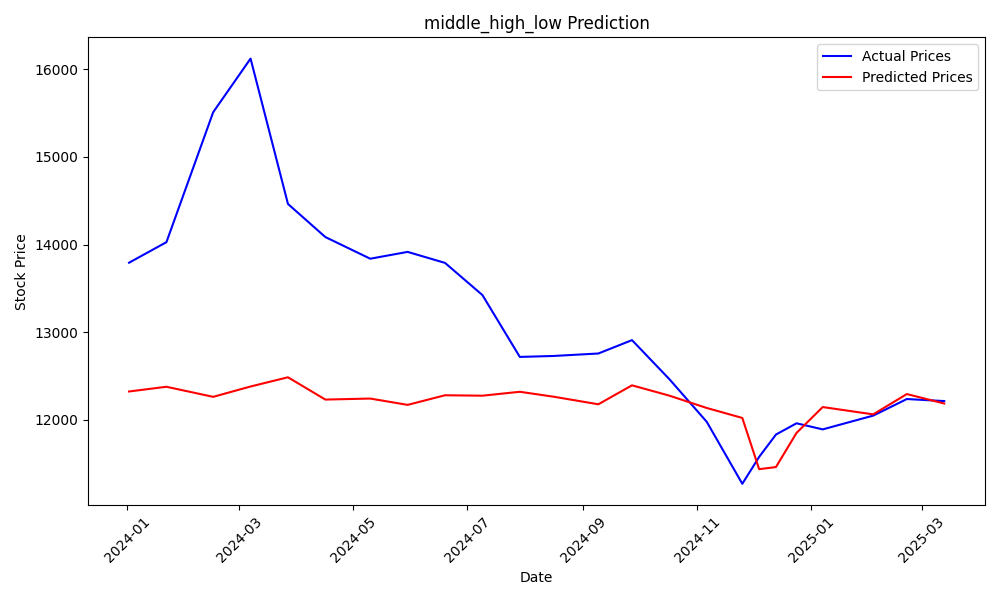 middle_high_low Prediction
Actual Prices
Predicted Prices
Stock Price
16000
15000
14000
13000
12000
2024-01
2024-03
2024-05
2024-07
2024-09
2024-11
2025-01
2025-03
Date